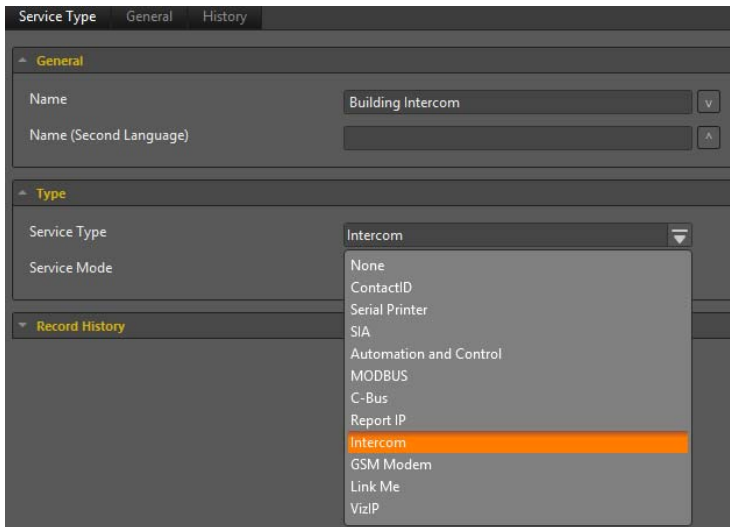 Service Type General History
General
Name Building Intercom v
Name (Second Language) ^
Type
Service Type Intercom
Service Mode
None
ContactID
Serial Printer
SIA
Automation and Control
MODBUS
C-Bus
Report IP
Intercom
GSM Modem
Link Me
VizIP
Record History